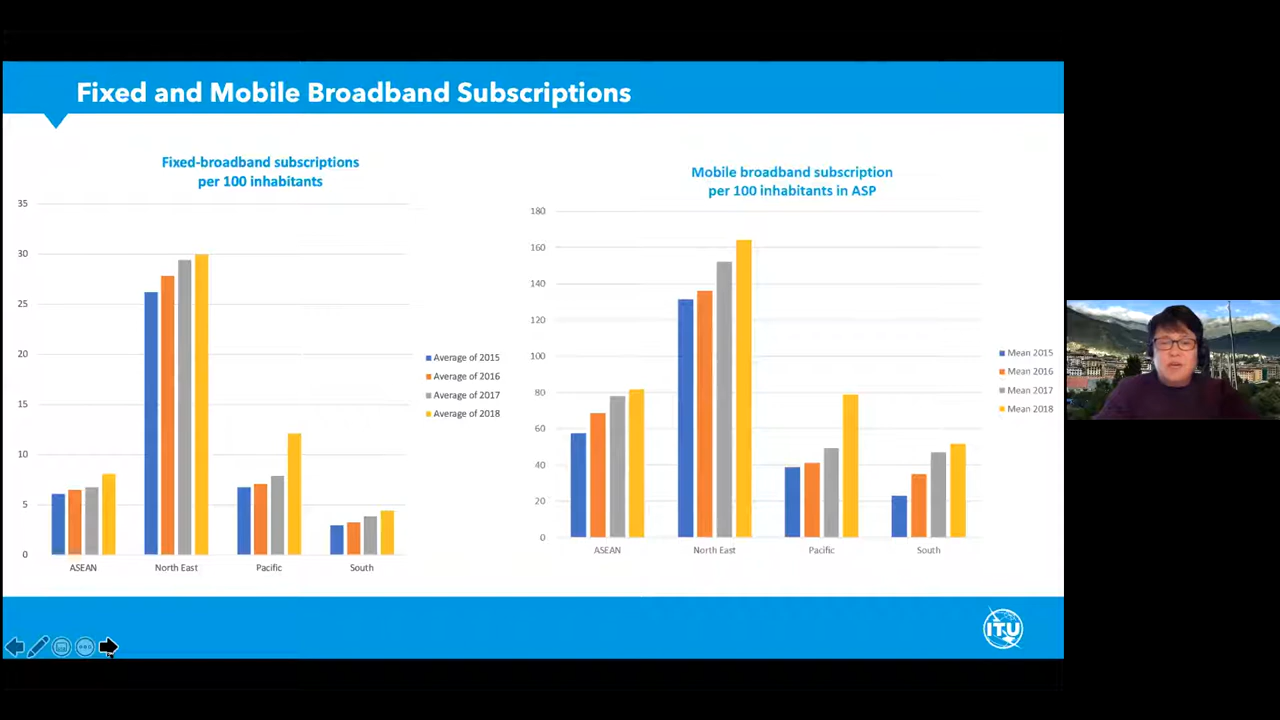 Fixed and Mobile Broadband Subscriptions
Fixed-broadband subscriptions
per 100 inhabitants
35
30
25
20
15
10
5
0
ASEAN
North East
Pacific
South
Average of 2015
Average of 2016
Average of 2017
Average of 2018
Mobile broadband subscription
per 100 inhabitants in ASP
180
160
140
120
100
80
60
40
20
0
ASEAN
North East
Pacific
South
Mean 2015
Mean 2016
Mean 2017
Mean 2018
ITU